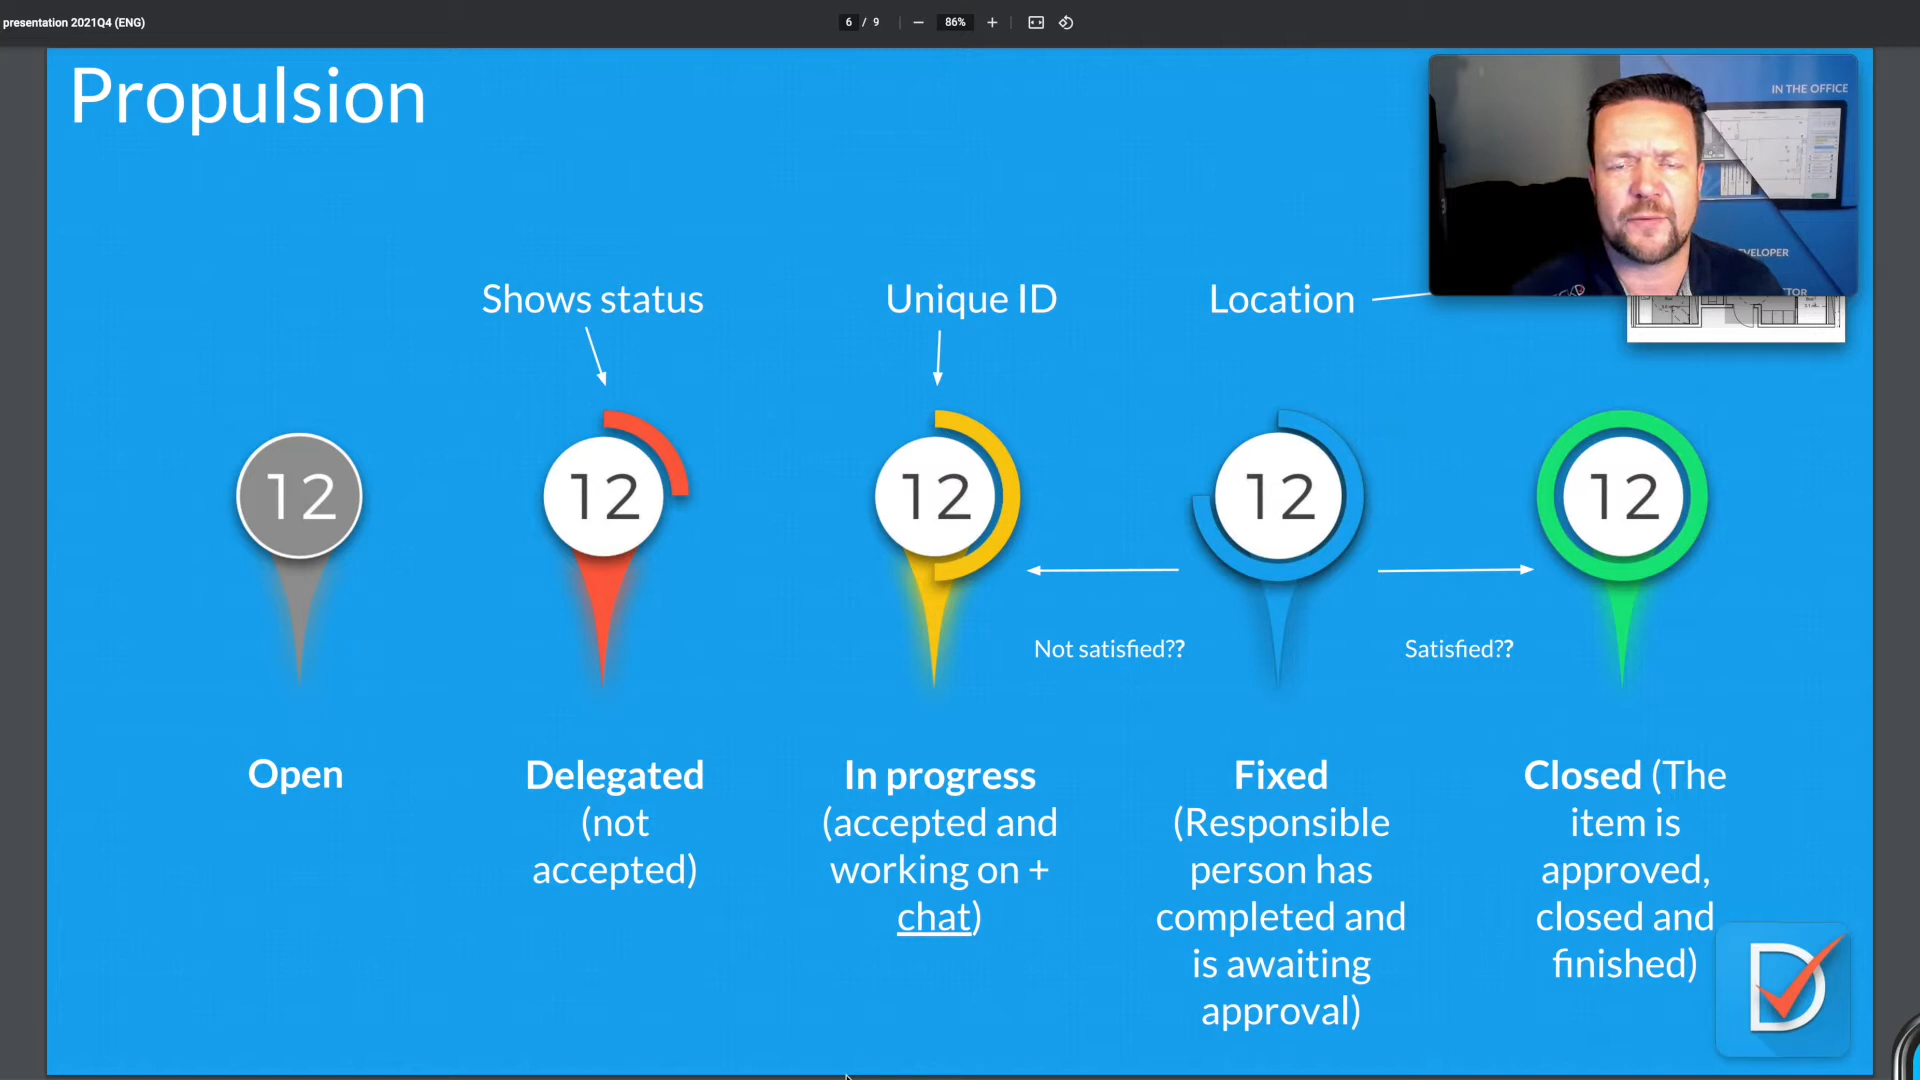 presentation 2021Q4 (ENG)
6 / 9
86%
Propulsion
IN THE OFFICE
Shows status
Unique ID
Location
12
12
12
12
12
Not satisfied??
Satisfied??
Open
Delegated
(not
accepted)
In progress
(accepted and
working on +
chat)
Fixed
(Responsible
person has
completed and
is awaiting
approval)
Closed (The
item is
approved,
closed and
finished)